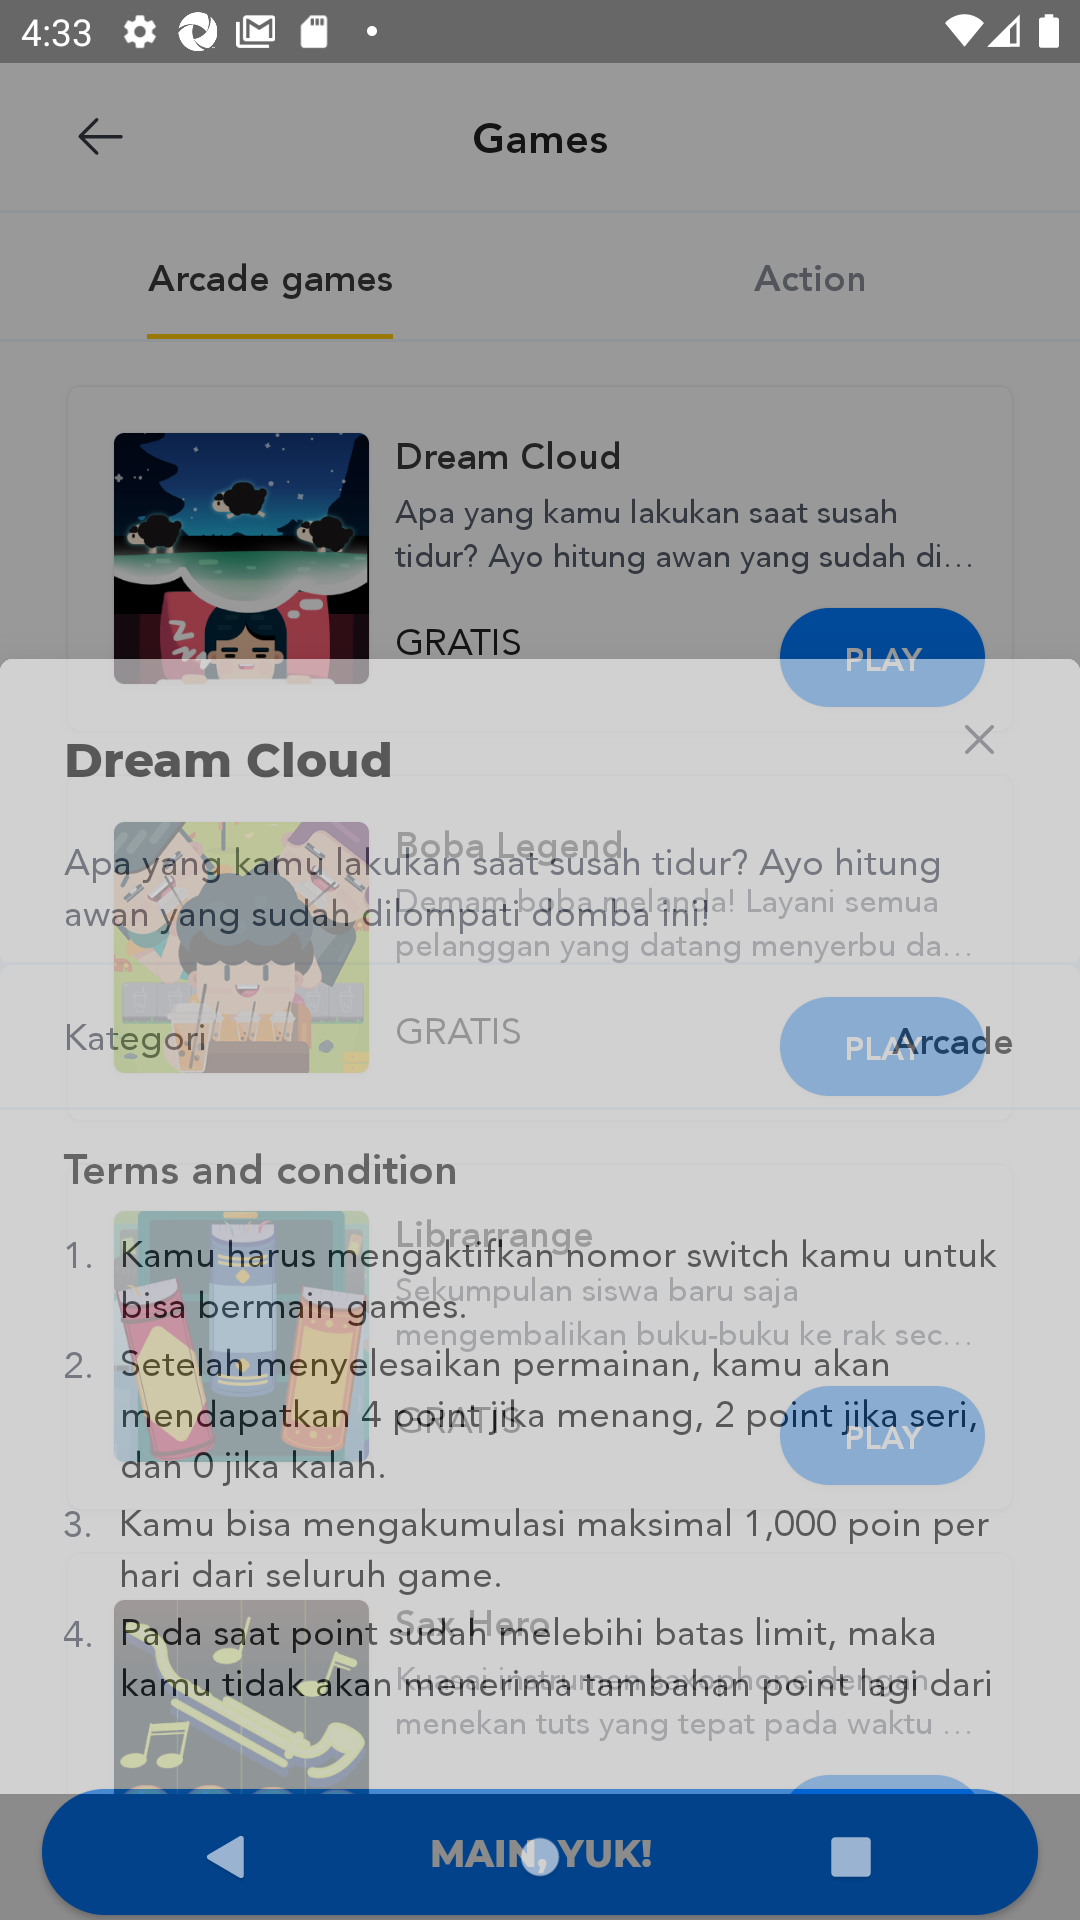 4:33
Games
Arcade games
Action
Dream Cloud
Apa yang kamu lakukan saat susah
tidur? Ayo hitung awan yang sudah di...
GRATIS
PLAY
Dream Cloud
Apa yang kamu lakukan saat susah tidur? Ayo hitung
awan yang sudah dilompati domba ini!
Boba Legend
Demam boba melanda! Layani semua
pelanggan yang datang menyerbu da...
GRATIS
PLAY
Kategori
Arcade
Terms and condition
Librarrange
Sekumpulan siswa baru saja
mengembalikan buku-buku ke rak sec...
GRATIS
PLAY
1. Kamu harus mengaktifkan nomor switch kamu untuk
bisa bermain games.
2. Setelah menyelesaikan permainan, kamu akan
mendapatkan 4 point jika menang, 2 point jika seri,
dan 0 jika kalah.
3. Kamu bisa mengakumulasi maksimal 1,000 poin per
hari dari seluruh game.
4. Pada saat point sudah melebihi batas limit, maka
kamu tidak akan menerima tambahan point lagi dari
Sax Hero
Kuasai instrumen saxophone dengan
menekan tuts yang tepat pada waktu ...
MAIN, YUK!